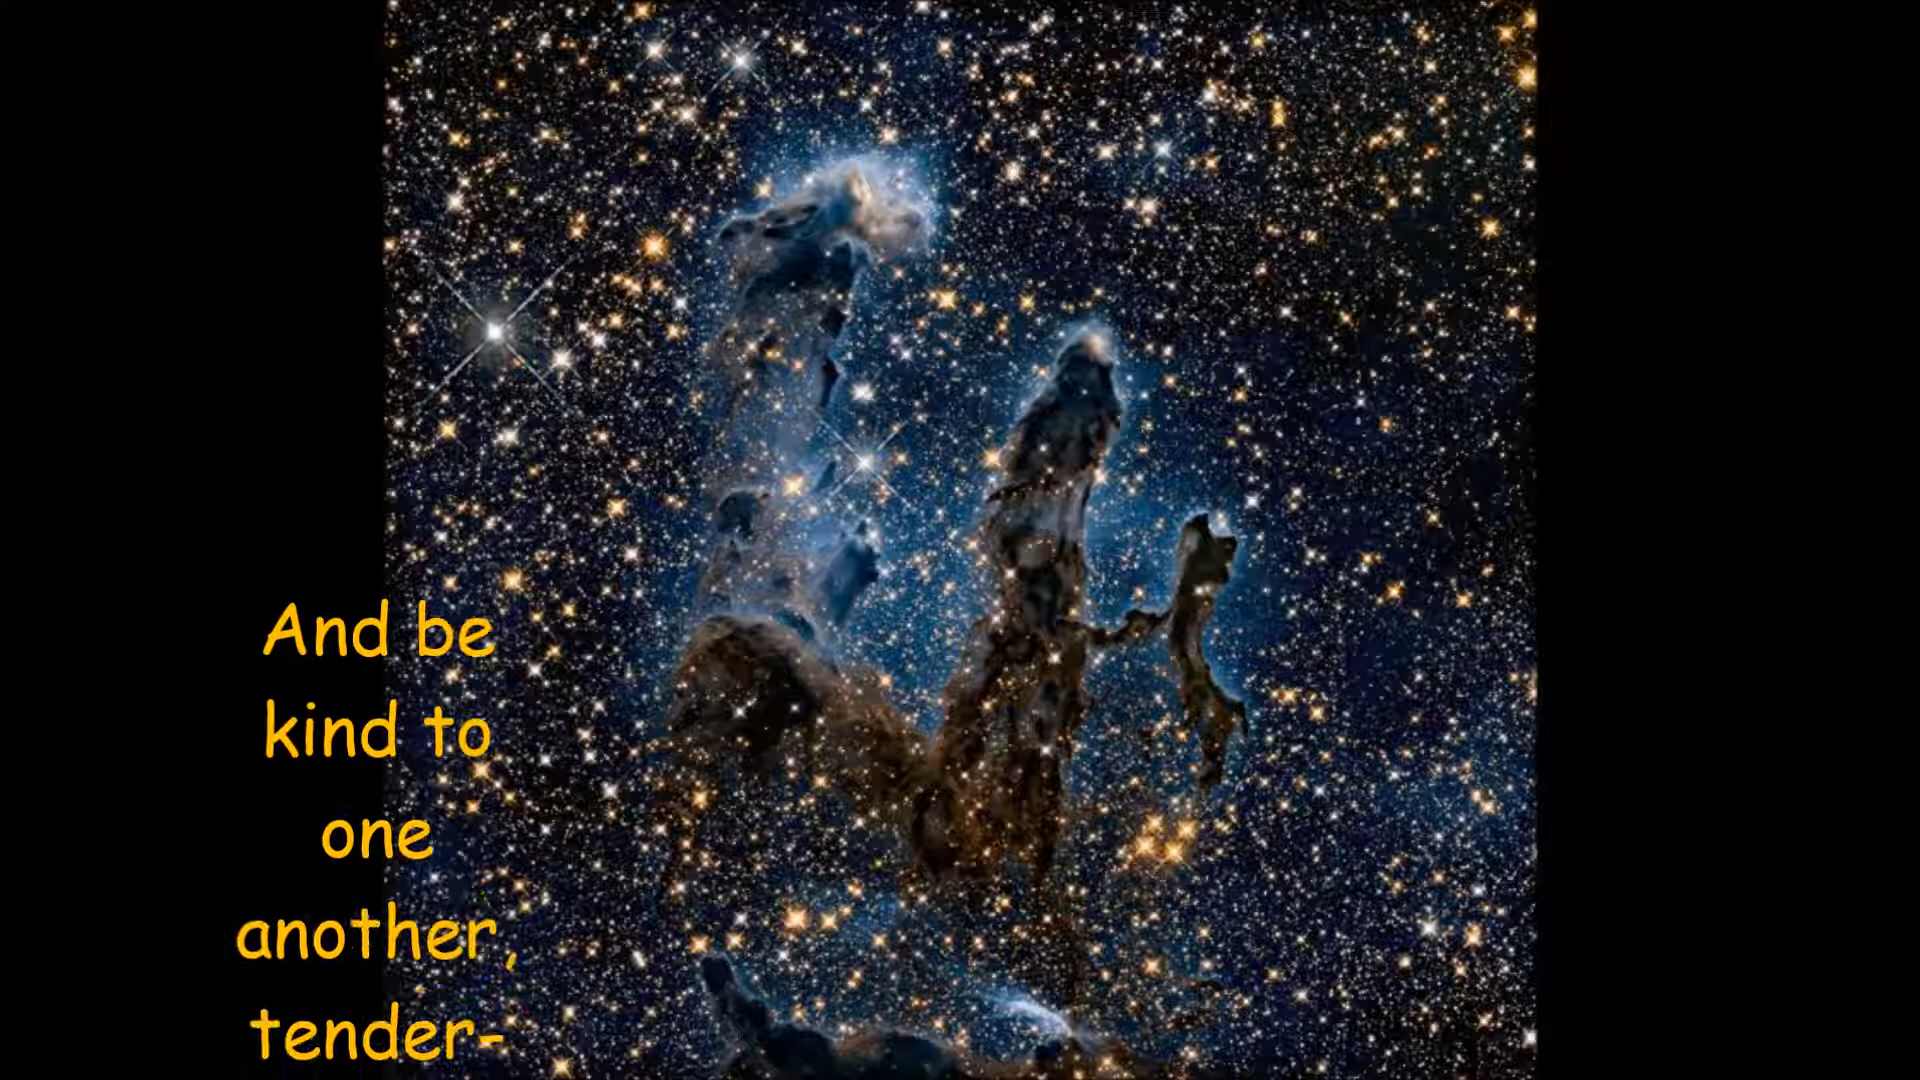 And be
kind to
one
another,
tender-